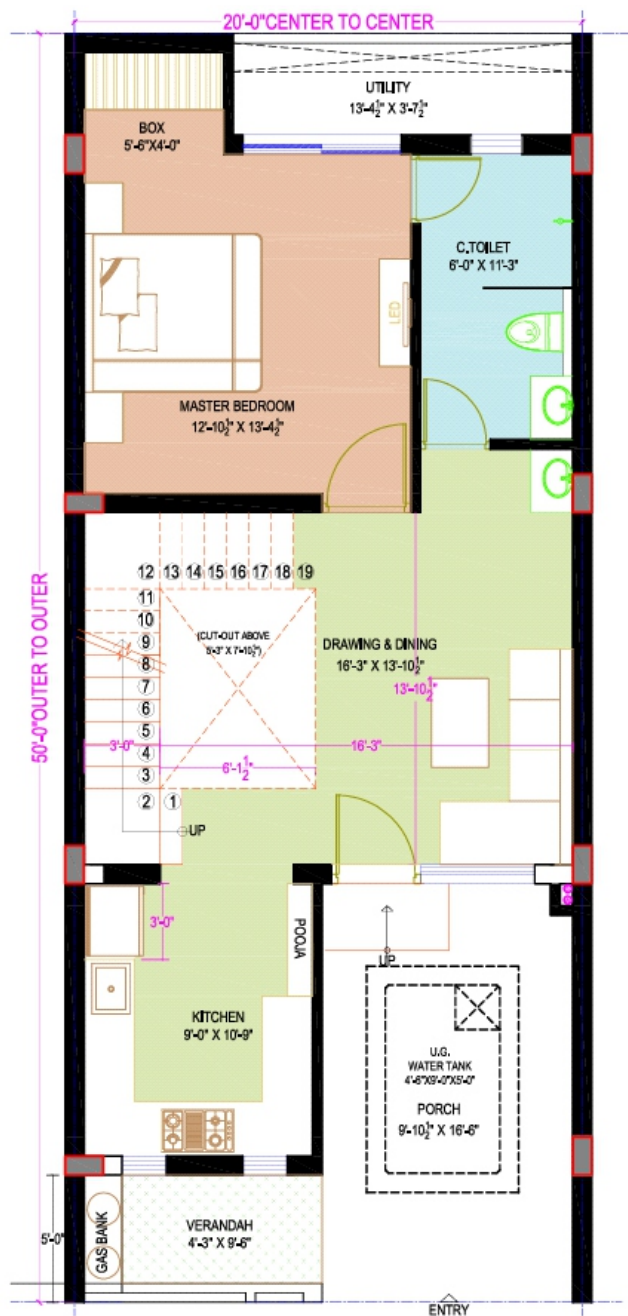 20'-0"CENTER TO CENTER
UTILITY
13'-4½" X 3'-7½"
BOX
5'-6"X4'-0"
C.TOILET
6'-0" X 11'-3"
LED
MASTER BEDROOM
12'-10½" X 13'-4½"
50'-0"OUTER TO OUTER
12 13 14 15 16 17 18 19
11
10
9
8
7
6
5
4
3
2 1
(CUT-OUT ABOVE
5'-3" X 7'-10½")
DRAWING & DINING
16'-3" X 13'-10½"
13'-10½"
3'-0"
16'-3"
6'-1½"
UP
3'-0"
POOJA
UP
KITCHEN
9'-0" X 10'-9"
U.G.
WATER TANK
4'-6"X9'-0"X5'-0"
PORCH
9'-10½" X 16'-6"
5'-0"
GAS BANK
VERANDAH
4'-3" X 9'-6"
ENTRY